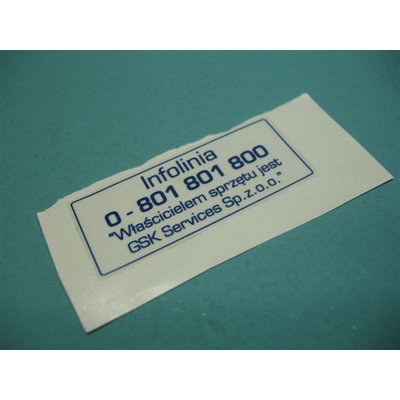 Infolinia
0 - 801 801 800
"Właścicielem sprzętu jest
GSK Services Sp.z.o.o."